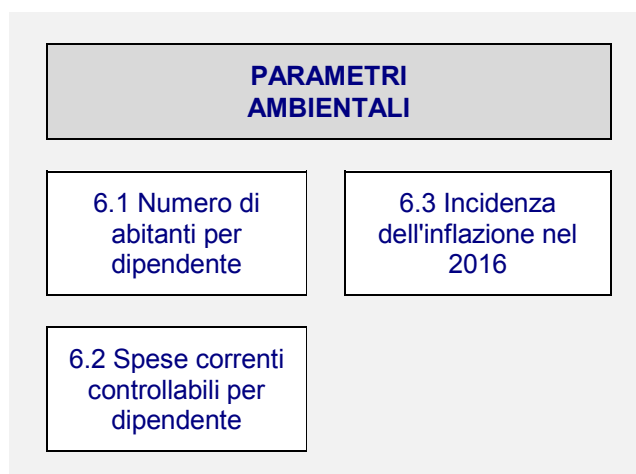 PARAMETRI
AMBIENTALI
6.1 Numero di
abitanti per
dipendente
6.3 Incidenza
dell'inflazione nel
2016
6.2 Spese correnti
controllabili per
dipendente